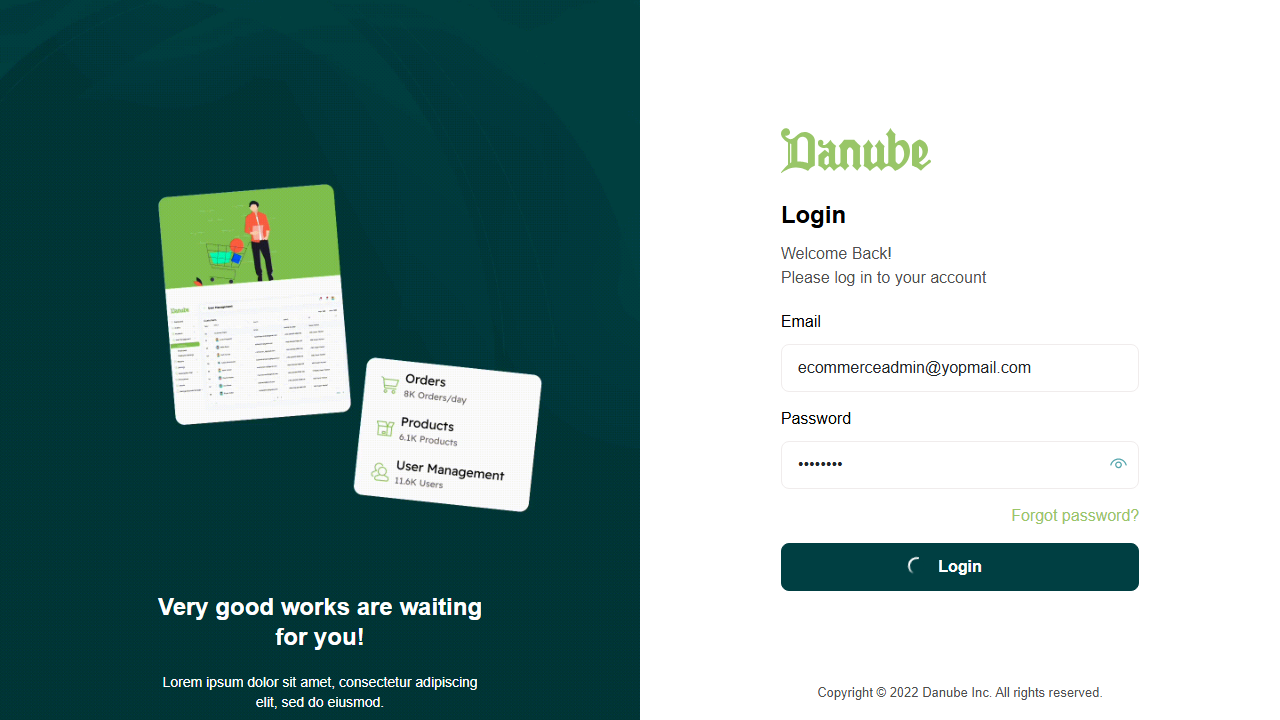 Danube
User Management
Orders
8K Orders/day
Products
6.1K Products
User Management
11.6K Users
Very good works are waiting
for you!
Lorem ipsum dolor sit amet, consectetur adipiscing
elit, sed do eiusmod.
Danube
Login
Welcome Back!
Please log in to your account
Email
ecommerceadmin@yopmail.com
Password
••••••••
Forgot password?
Login
Copyright © 2022 Danube Inc. All rights reserved.